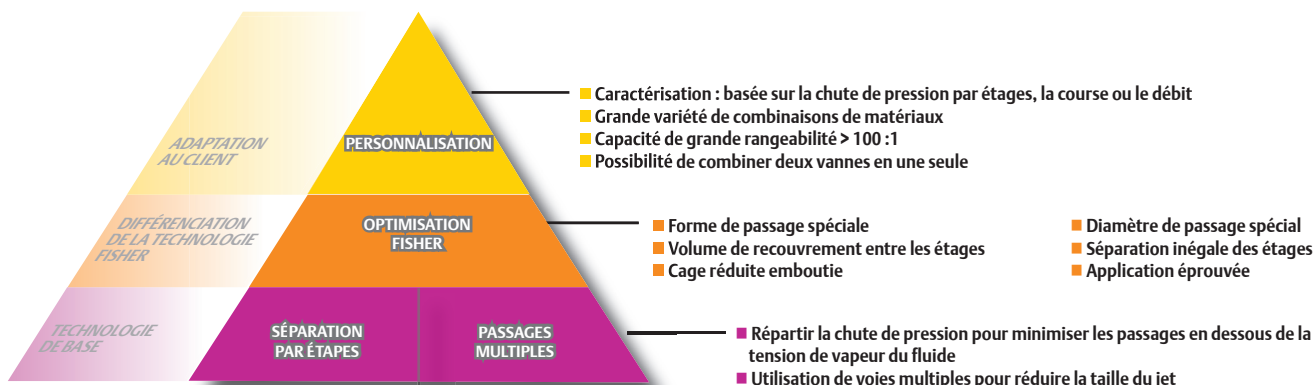 Caractérisation : basée sur la chute de pression par étages, la course ou le débit
Grande variété de combinaisons de matériaux
Capacité de grande rangeabilité > 100 :1
Possibilité de combiner deux vannes en une seule
ADAPTATION
AU CLIENT
PERSONNALISATION
DIFFÉRENCIATION
DE LA TECHNOLOGIE
FISHER
OPTIMISATION
FISHER
Forme de passage spéciale
Volume de recouvrement entre les étages
Cage réduite emboutie
Diamètre de passage spécial
Séparation inégale des étages
Application éprouvée
TECHNOLOGIE
DE BASE
SÉPARATION
PAR ÉTAPES
PASSAGES
MULTIPLES
Répartir la chute de pression pour minimiser les passages en dessous de la
tension de vapeur du fluide
Utilisation de voies multiples pour réduire la taille du jet